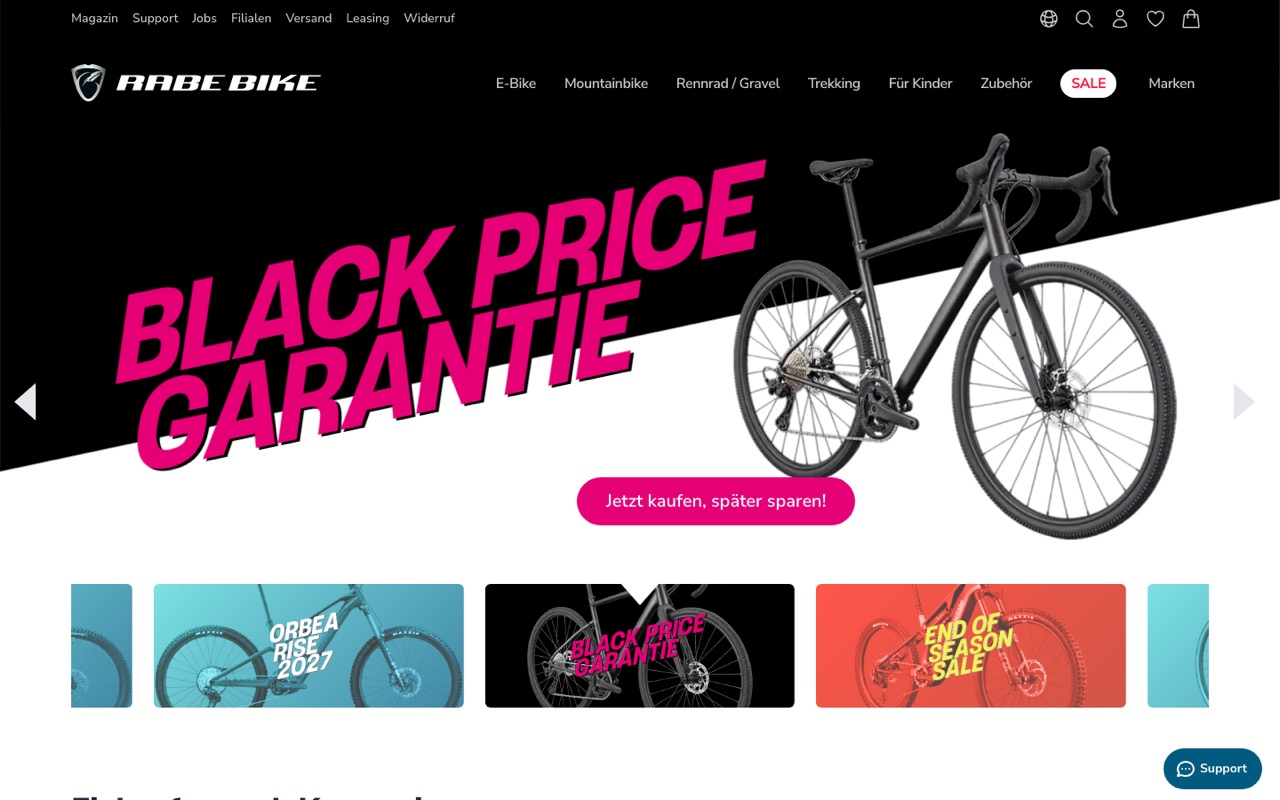 Magazin Support Jobs Filialen Versand Leasing Widerruf
RABE BIKE
E-Bike Mountainbike Rennrad / Gravel Trekking Für Kinder Zubehör SALE Marken
BLACK PRICE
GARANTIE
Jetzt kaufen, später sparen!
ORBEA
RISE
2027
BLACK PRICE
GARANTIE
END OF
SEASON
SALE
Support